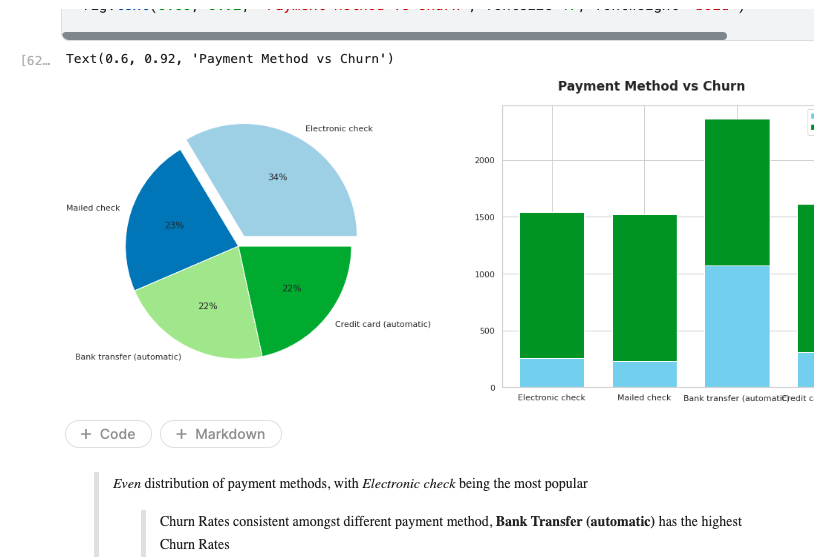 [62…
Text(0.6, 0.92, 'Payment Method vs Churn')
Payment Method vs Churn
Electronic check
34%
Mailed check
23%
22%
22%
Credit card (automatic)
Bank transfer (automatic)
2000
1500
1000
500
0
Electronic check
Mailed check
Bank transfer (automatic)
Credit c
+ Code
+ Markdown
Even distribution of payment methods, with Electronic check being the most popular
Churn Rates consistent amongst different payment method, Bank Transfer (automatic) has the highest
Churn Rates